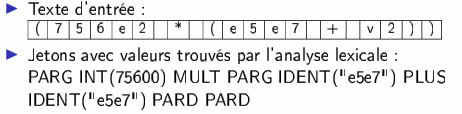 Texte d'entrée :
( 7 5 6 e 2 * ( e 5 e 7 + v 2 ) )
Jetons avec valeurs trouvés par l'analyse lexicale :
PARG INT(75600) MULT PARG IDENT("e5e7") PLUS
IDENT("e5e7") PARD PARD